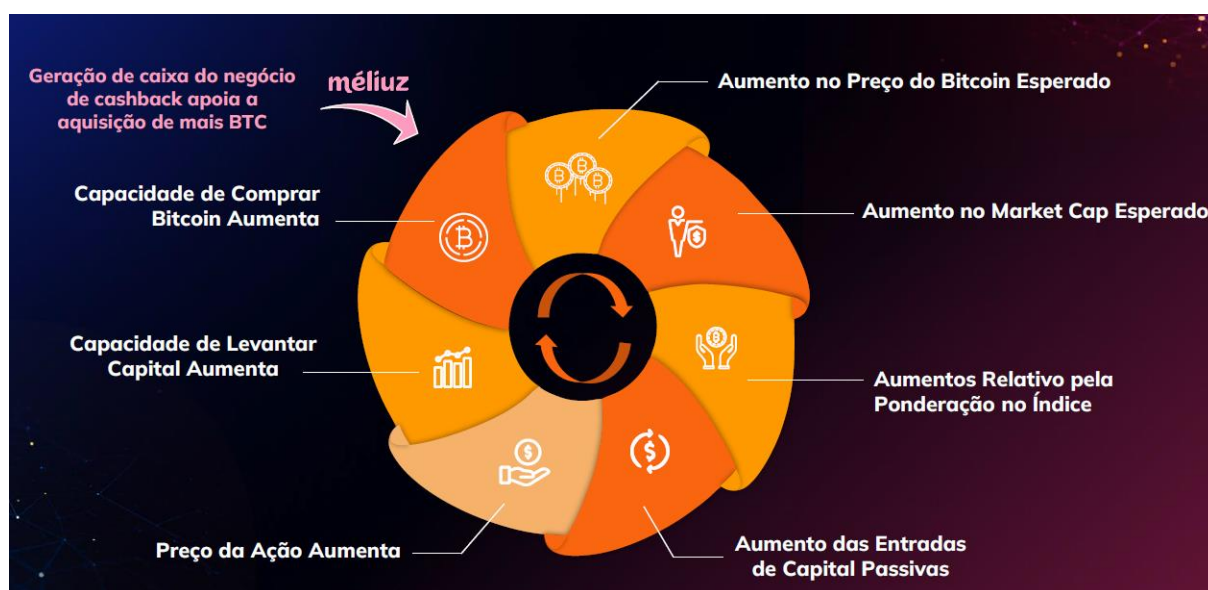 Geração de caixa do negócio
de cashback apoia a
aquisição de mais BTC
méliuz
Aumento no Preço do Bitcoin Esperado
Capacidade de Comprar
Bitcoin Aumenta
Aumento no Market Cap Esperado
Capacidade de Levantar
Capital Aumenta
Aumentos Relativo pela
Ponderação no Índice
Preço da Ação Aumenta
Aumento das Entradas
de Capital Passivas